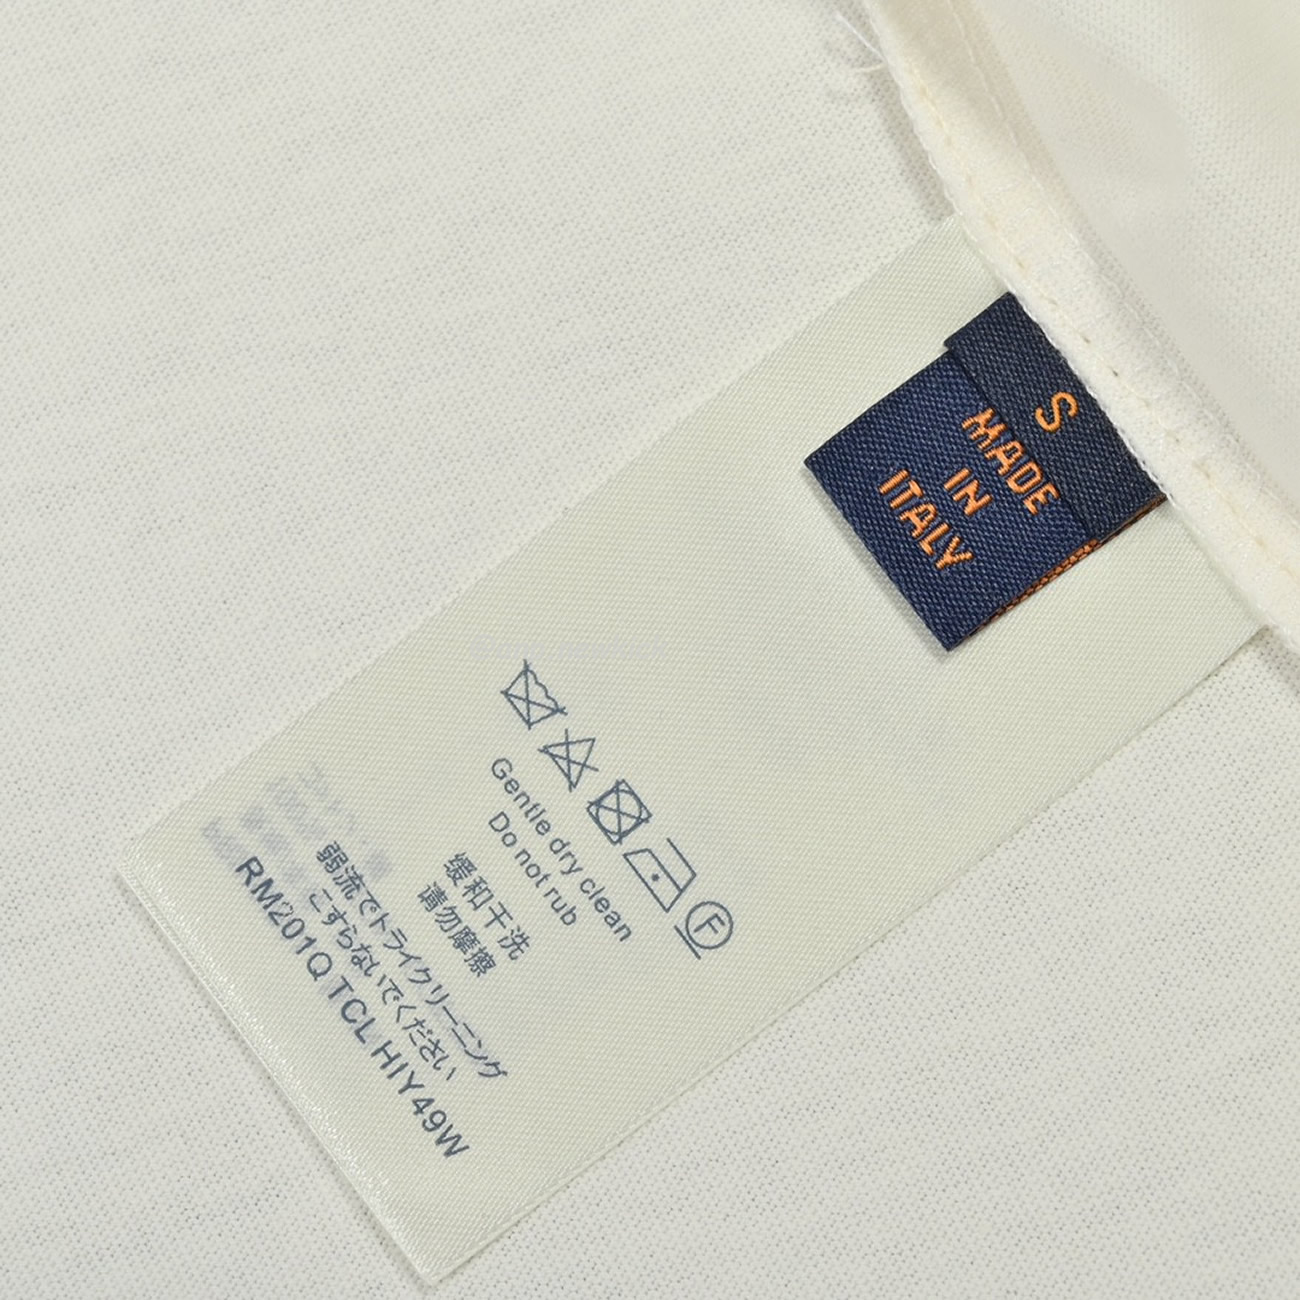 S
MADE
IN
ITALY
F
Gentle dry clean
Do not rub
缓和干洗
请勿摩擦
弱流でトライクリーニング
こすらないでください
RM201Q TCL HIY49W